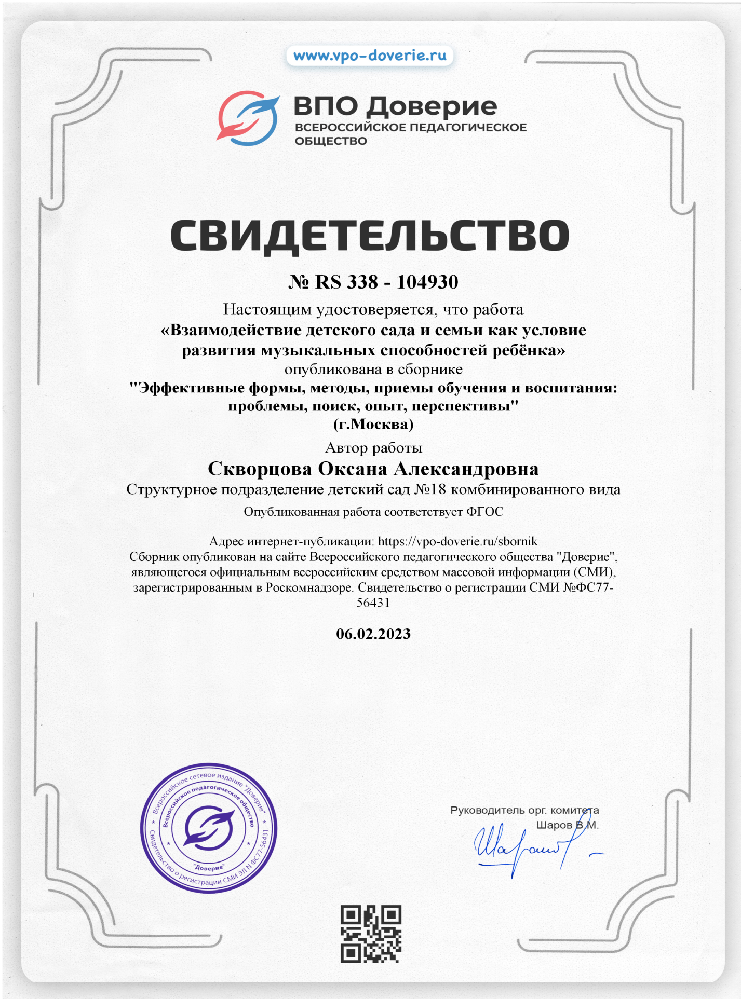 www.vpo-doverie.ru
ВПО Доверие
ВСЕРОССИЙСКОЕ ПЕДАГОГИЧЕСКОЕ
ОБЩЕСТВО
СВИДЕТЕЛЬСТВО
№ RS 338 - 104930
Настоящим удостоверяется, что работа
«Взаимодействие детского сада и семьи как условие
развития музыкальных способностей ребёнка»
опубликована в сборнике
"Эффективные формы, методы, приемы обучения и воспитания:
проблемы, поиск, опыт, перспективы"
(г.Москва)
Автор работы
Скворцова Оксана Александровна
Структурное подразделение детский сад №18 комбинированного вида
Опубликованная работа соответствует ФГОС
Адрес интернет-публикации: https://vpo-doverie.ru/sbornik
Сборник опубликован на сайте Всероссийского педагогического общества "Доверие",
являющегося официальным всероссийским средством массовой информации (СМИ),
зарегистрированным в Роскомнадзоре. Свидетельство о регистрации СМИ №ФС77-
56431
06.02.2023
Всероссийское сетевое издание "Доверие"
Свидетельство о регистрации СМИ ЭЛ N ФС77-56431
Всероссийское педагогическое общество
"Доверие"
Руководитель орг. комитета
Шаров В.М.